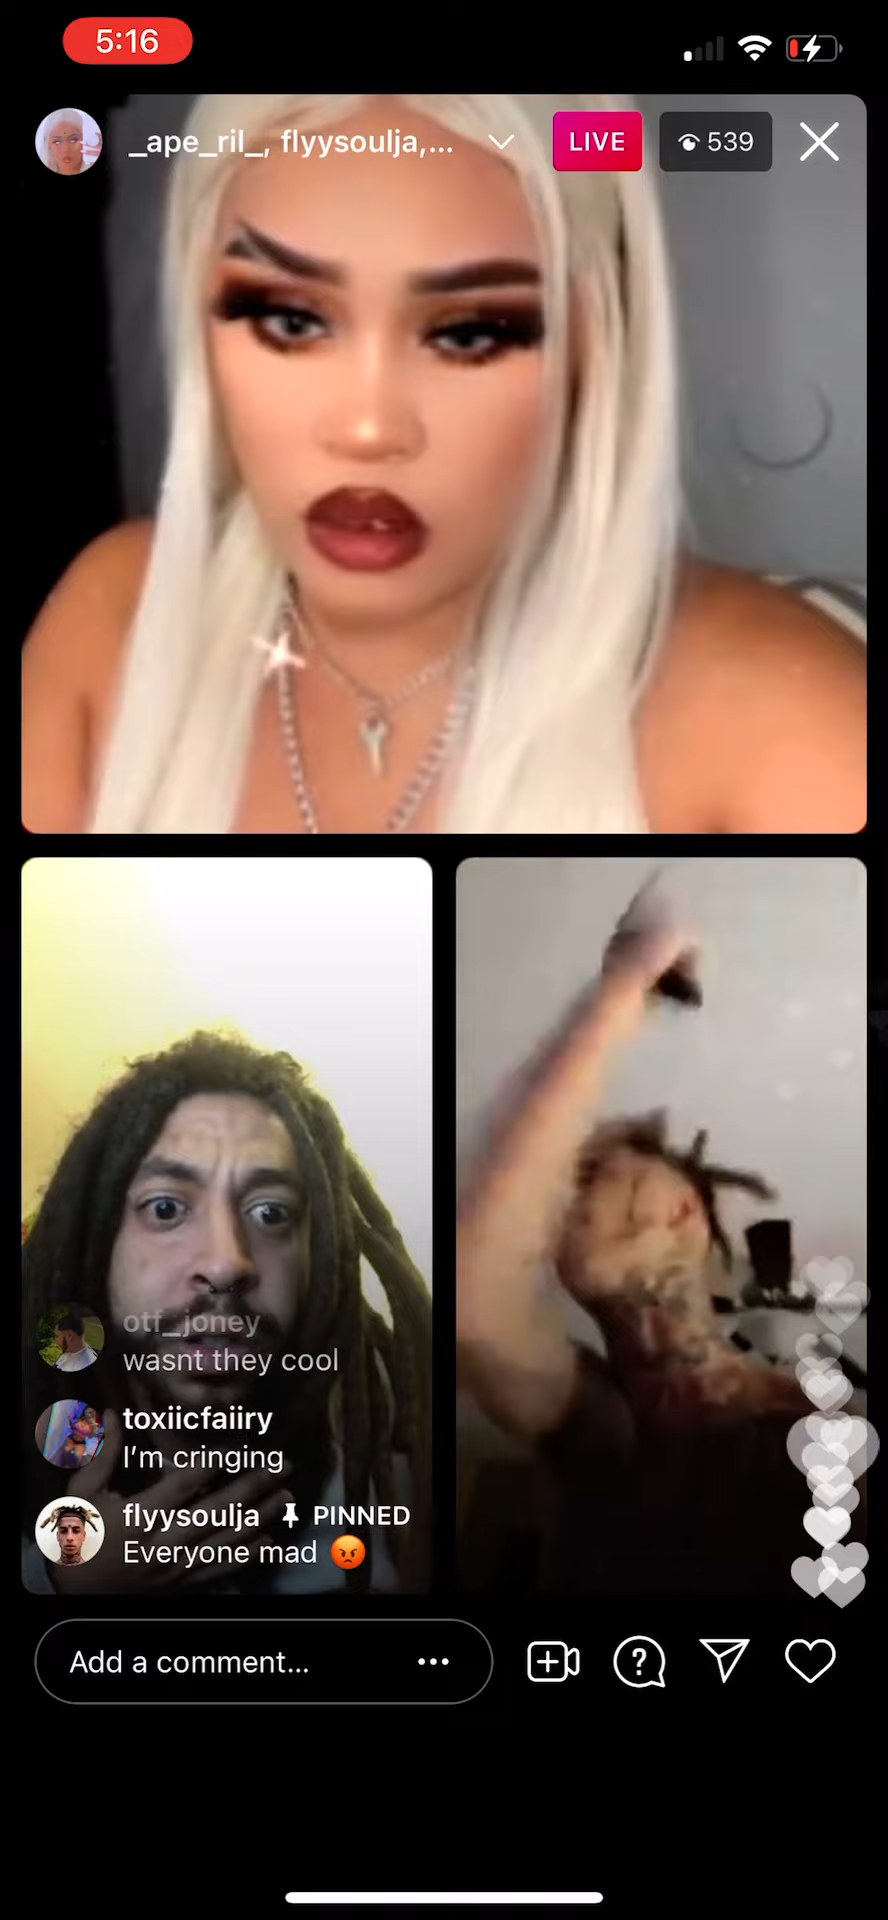 5:16
_ape_ril_, flyysoulja,...
LIVE
539
otf_joney
wasnt they cool
toxiicfaiiry
I'm cringing
flyysoulja PINNED
Everyone mad 😡
Add a comment...